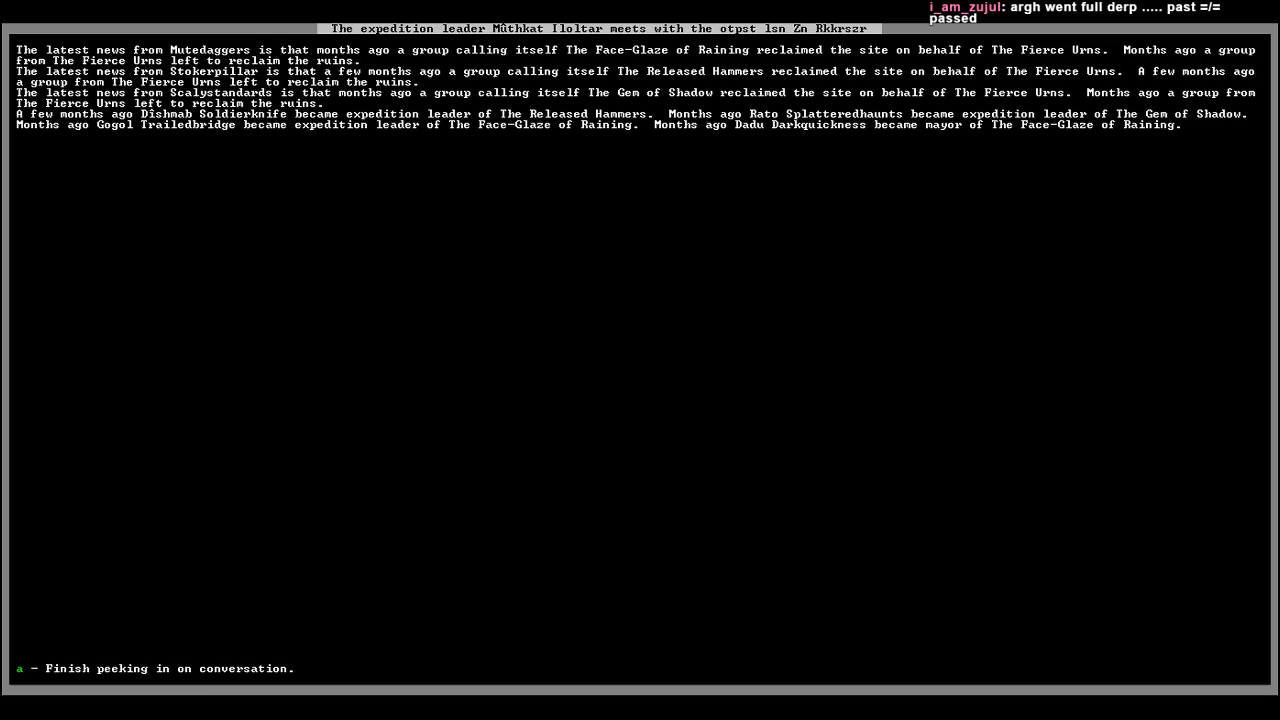 i_am_zujul: argh went full derp ..... past =/=
passed
The expedition leader Mûthkat Iloltar meets with the otpst lsn Zn Rkkrszr
The latest news from Mutedaggers is that months ago a group calling itself The Face-Glaze of Raining reclaimed the site on behalf of The Fierce Urns.  Months ago a group
from The Fierce Urns left to reclaim the ruins.
The latest news from Stokerpillar is that a few months ago a group calling itself The Released Hammers reclaimed the site on behalf of The Fierce Urns.  A few months ago
a group from The Fierce Urns left to reclaim the ruins.
The latest news from Scalystandards is that months ago a group calling itself The Gem of Shadow reclaimed the site on behalf of The Fierce Urns.  Months ago a group from
The Fierce Urns left to reclaim the ruins.
A few months ago Dîshmab Soldierknife became expedition leader of The Released Hammers.  Months ago Rato Splatteredhaunts became expedition leader of The Gem of Shadow.
Months ago Gogol Trailedbridge became expedition leader of The Face-Glaze of Raining.  Months ago Dadu Darkquickness became mayor of The Face-Glaze of Raining.
a - Finish peeking in on conversation.